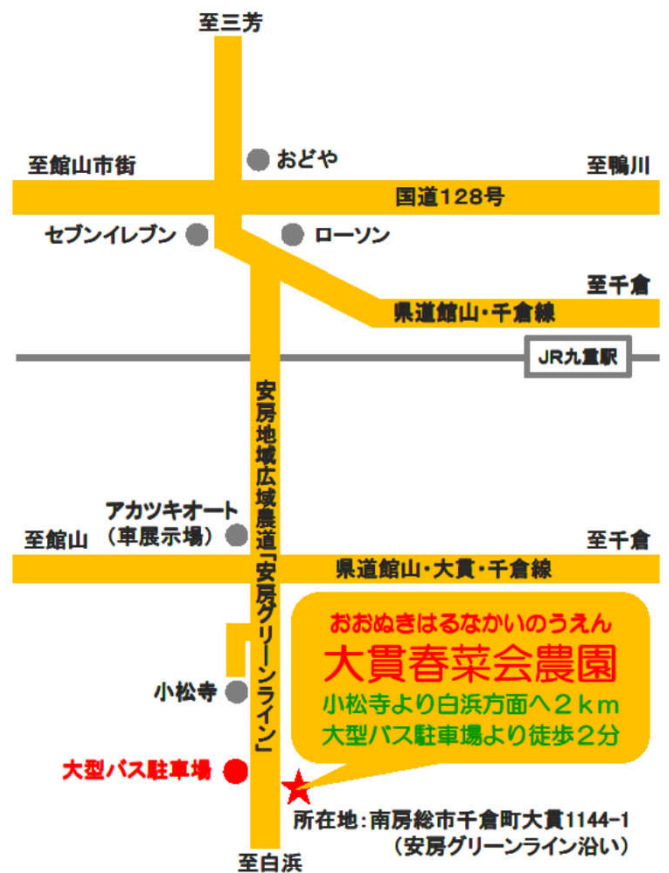 至三芳
おどや
至館山市街
至鴨川
国道128号
セブンイレブン
ローソン
至千倉
県道館山・千倉線
JR九重駅
安房地域広域農道「安房グリーンライン」
アカツキオート
（車展示場）
至館山
至千倉
県道館山・大貫・千倉線
おおぬきはるなかいのうえん
大貫春菜会農園
小松寺より白浜方面へ2km
大型バス駐車場より徒歩2分
小松寺
大型バス駐車場
所在地：南房総市千倉町大貫1144-1
（安房グリーンライン沿い）
至白浜